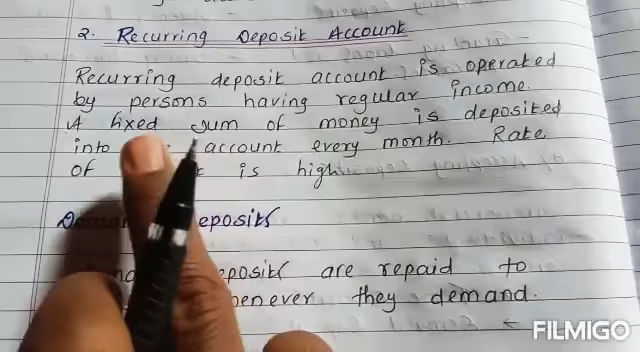 2. Recurring Deposit Account
Recurring deposit account is operated
by persons having regular income.
A fixed sum of money is deposited
into account every month. Rate
of is high
eposits
eposits are repaid to
they demand.
FILMIGO